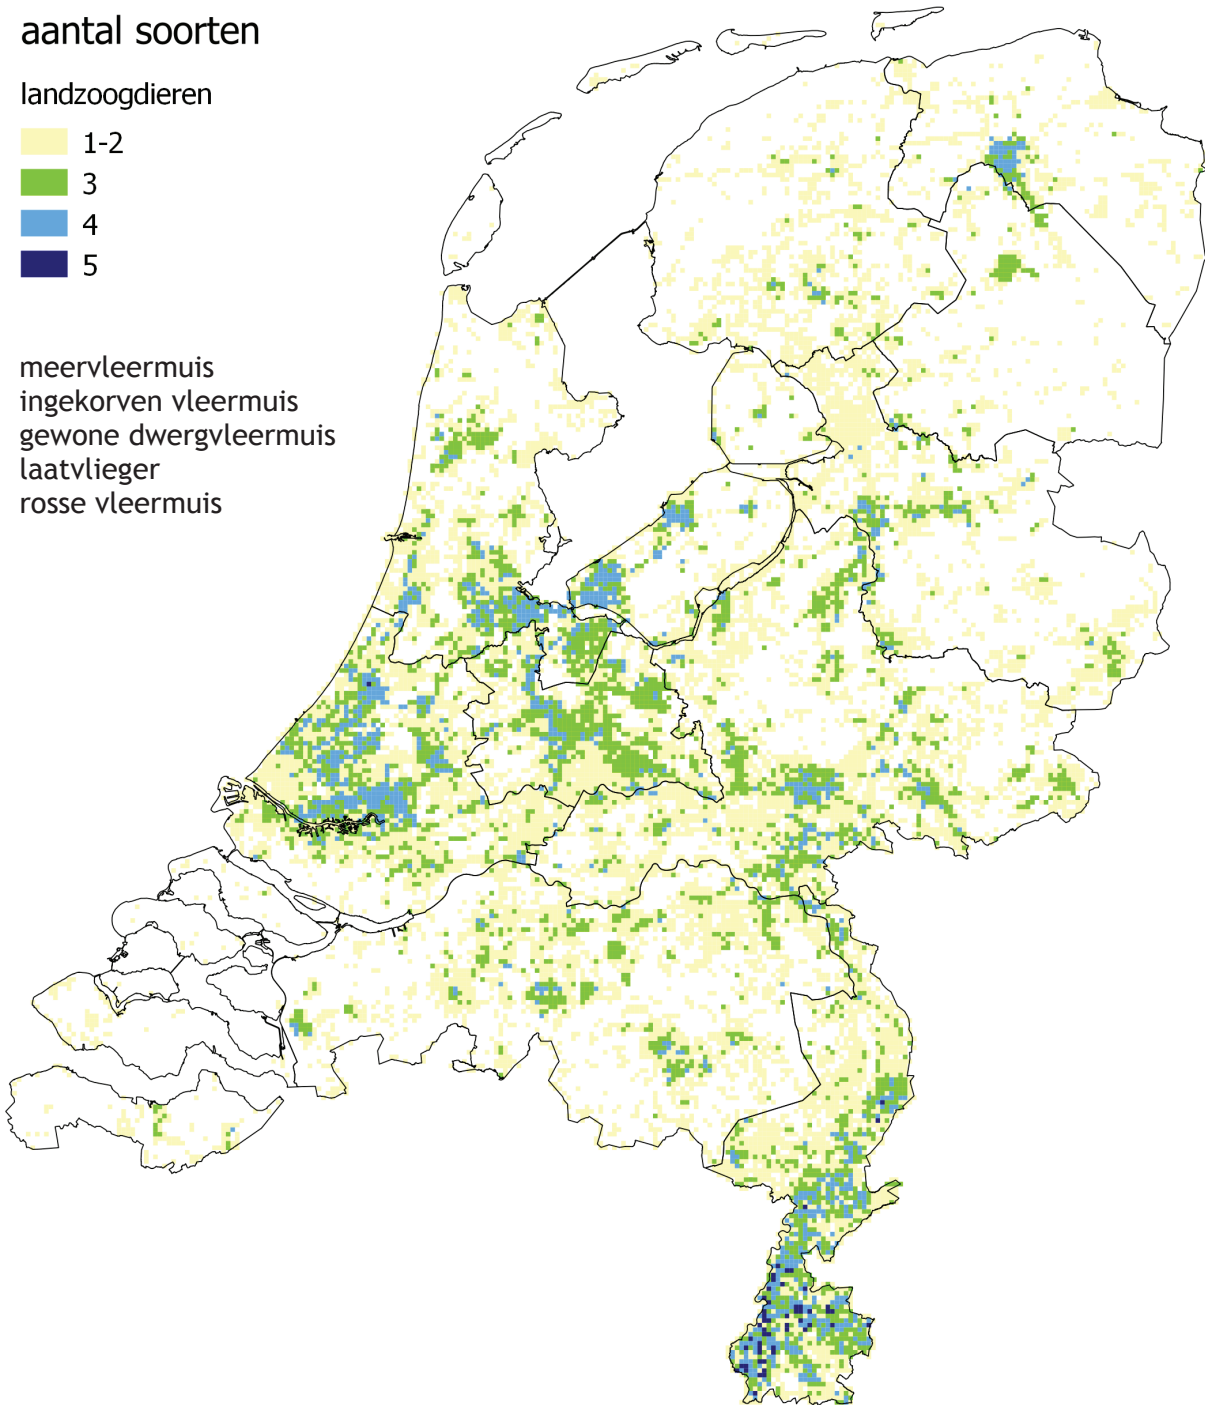 aantal soorten
landzoogdieren
1-2
3
4
5
meervleermuis
ingekorven vleermuis
gewone dwergvleermuis
laatvlieger
rosse vleermuis